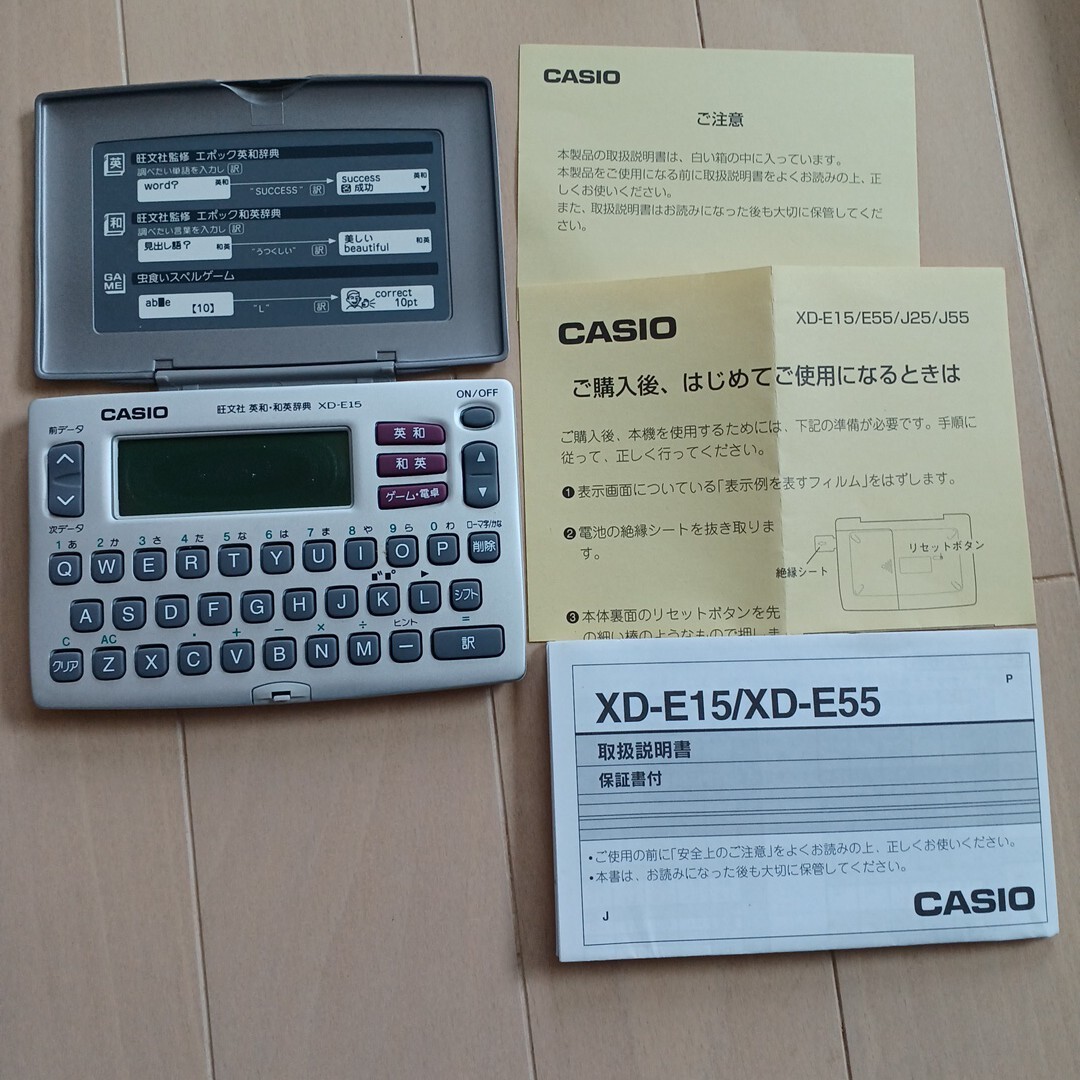 英
旺文社監修 エポック英和辞典
調べたい単語を入力し 訳
word?
英和
"SUCCESS" 訳
success
英和
名 成功
▼
和
旺文社監修 エポック和英辞典
調べたい言葉を入力し 訳
見出し語?
和英
"うつくしい" 訳
美しい
beautiful
和英
GAME
虫食いスペルゲーム
ab■e
【10】
"L" 訳
correct
10pt
CASIO
旺文社 英和・和英辞典 XD-E15
ON/OFF
前データ
次データ
英和
和英
ゲーム・電卓
▲
▼
1 あ 2 か 3 さ 4 た 5 な 6 は 7 ま 8 や 9 ら 0 わ ローマ字/かな
Q W E R T Y U I O P 削除
A S D F G H J K L シフト
C AC ・ + − × ÷ ヒント =
クリア Z X C V B N M ー 訳
CASIO
ご注意
本製品の取扱説明書は、白い箱の中に入っています。
本製品をご使用になる前に取扱説明書をよくお読みの上、正
しくお使いください。
また、取扱説明書はお読みになった後も大切に保管してくだ
さい。
CASIO
XD-E15/E55/J25/J55
ご購入後、はじめてご使用になるときは
ご購入後、本機を使用するためには、下記の準備が必要です。手順に
従って、正しく行ってください。
❶表示画面についている「表示例を表すフィルム」をはずします。
❷電池の絶縁シートを抜き取りま
す。
リセットボタン
絶縁シート
❸本体裏面のリセットボタンを先
の細い棒のようなもので押しま
XD-E15/XD-E55
P
取扱説明書
保証書付
•ご使用の前に「安全上のご注意」をよくお読みの上、正しくお使いください。
•本書は、お読みになった後も大切に保管してください。
J
CASIO